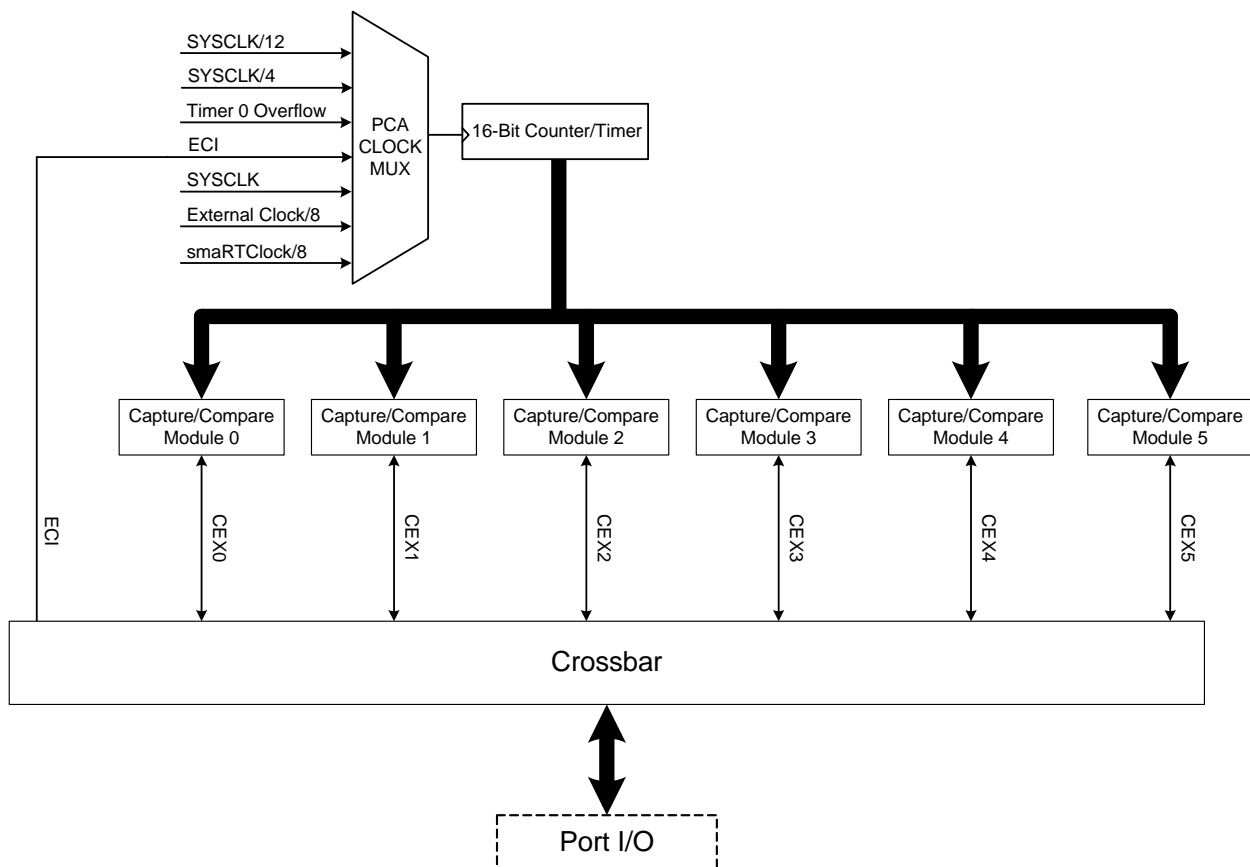 SYSCLK/12
SYSCLK/4
Timer 0 Overflow
ECI
SYSCLK
External Clock/8
smaRTClock/8
PCA
CLOCK
MUX
16-Bit Counter/Timer
Capture/Compare
Module 0
Capture/Compare
Module 1
Capture/Compare
Module 2
Capture/Compare
Module 3
Capture/Compare
Module 4
Capture/Compare
Module 5
ECI
CEX0
CEX1
CEX2
CEX3
CEX4
CEX5
Crossbar
Port I/O